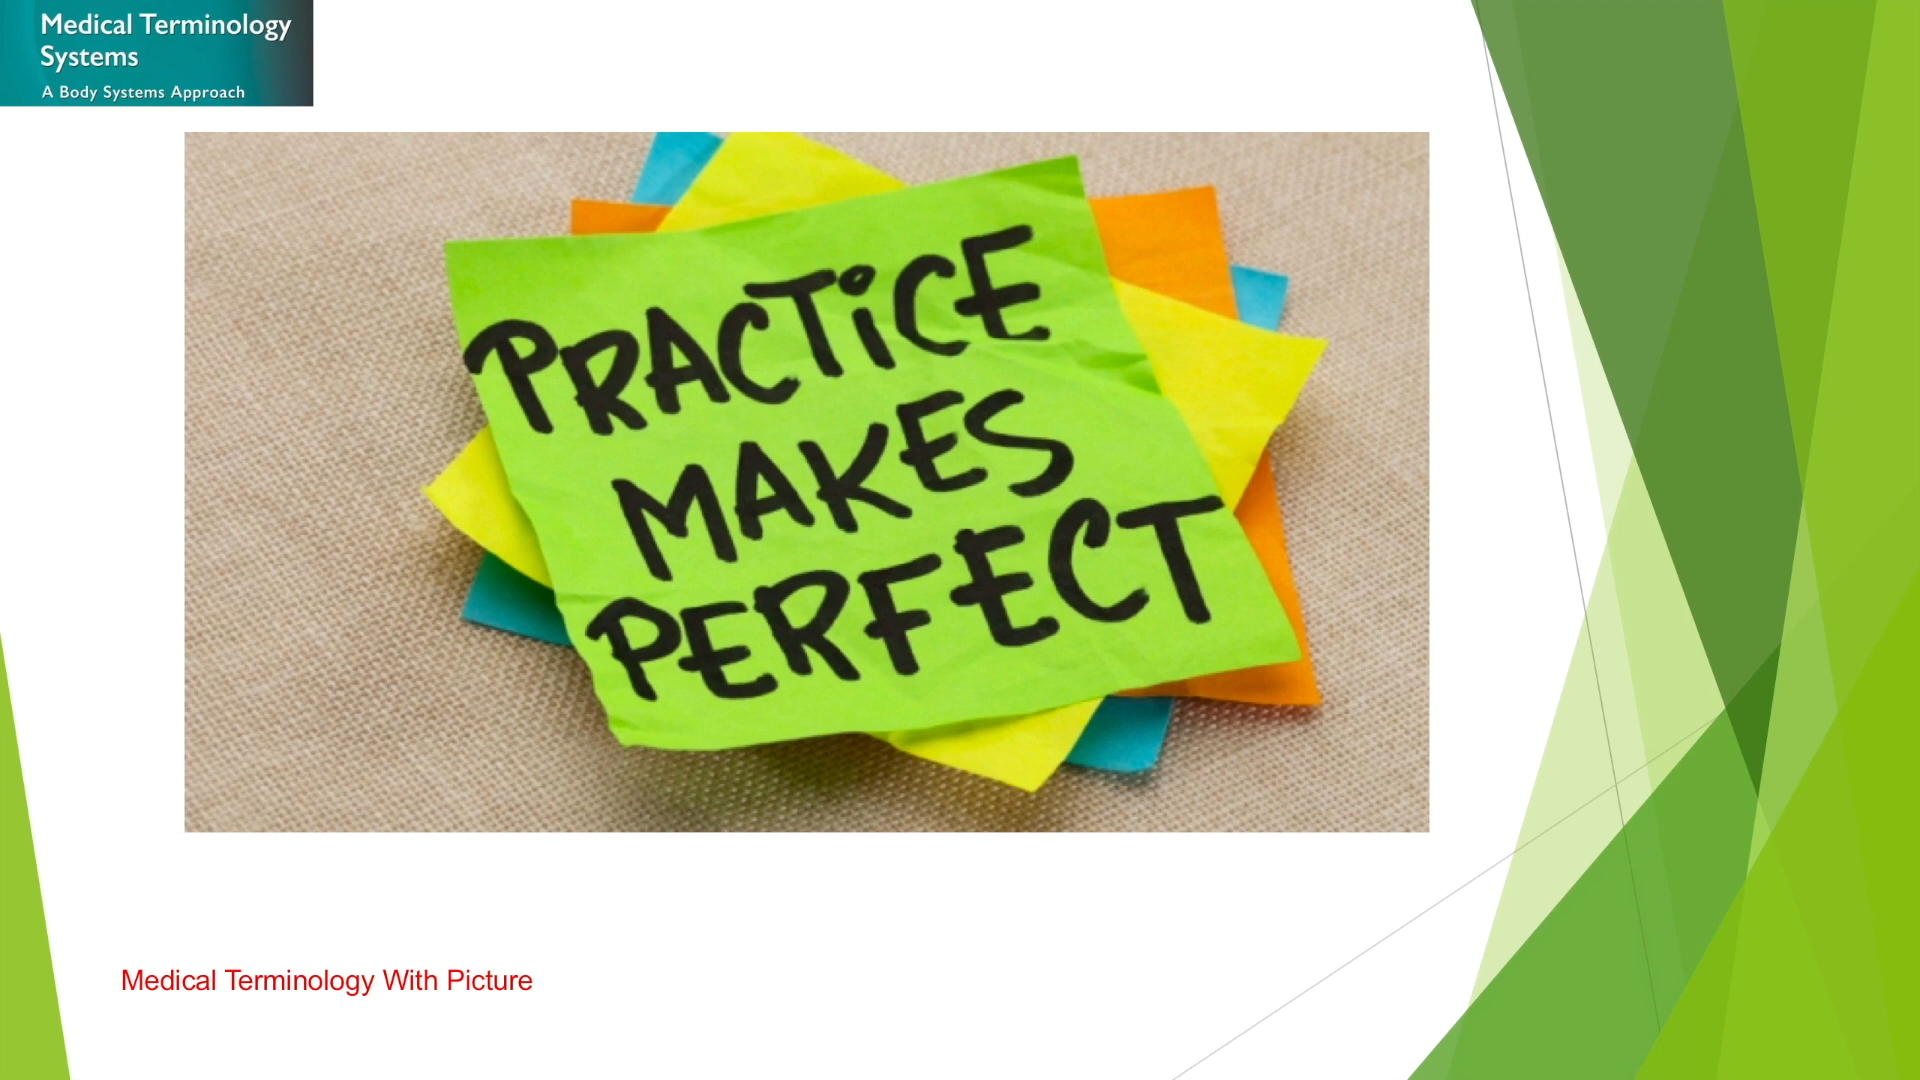 Medical Terminology
Systems
A Body Systems Approach
PRACTiCE
MAKES
PERFECT
Medical Terminology With Picture